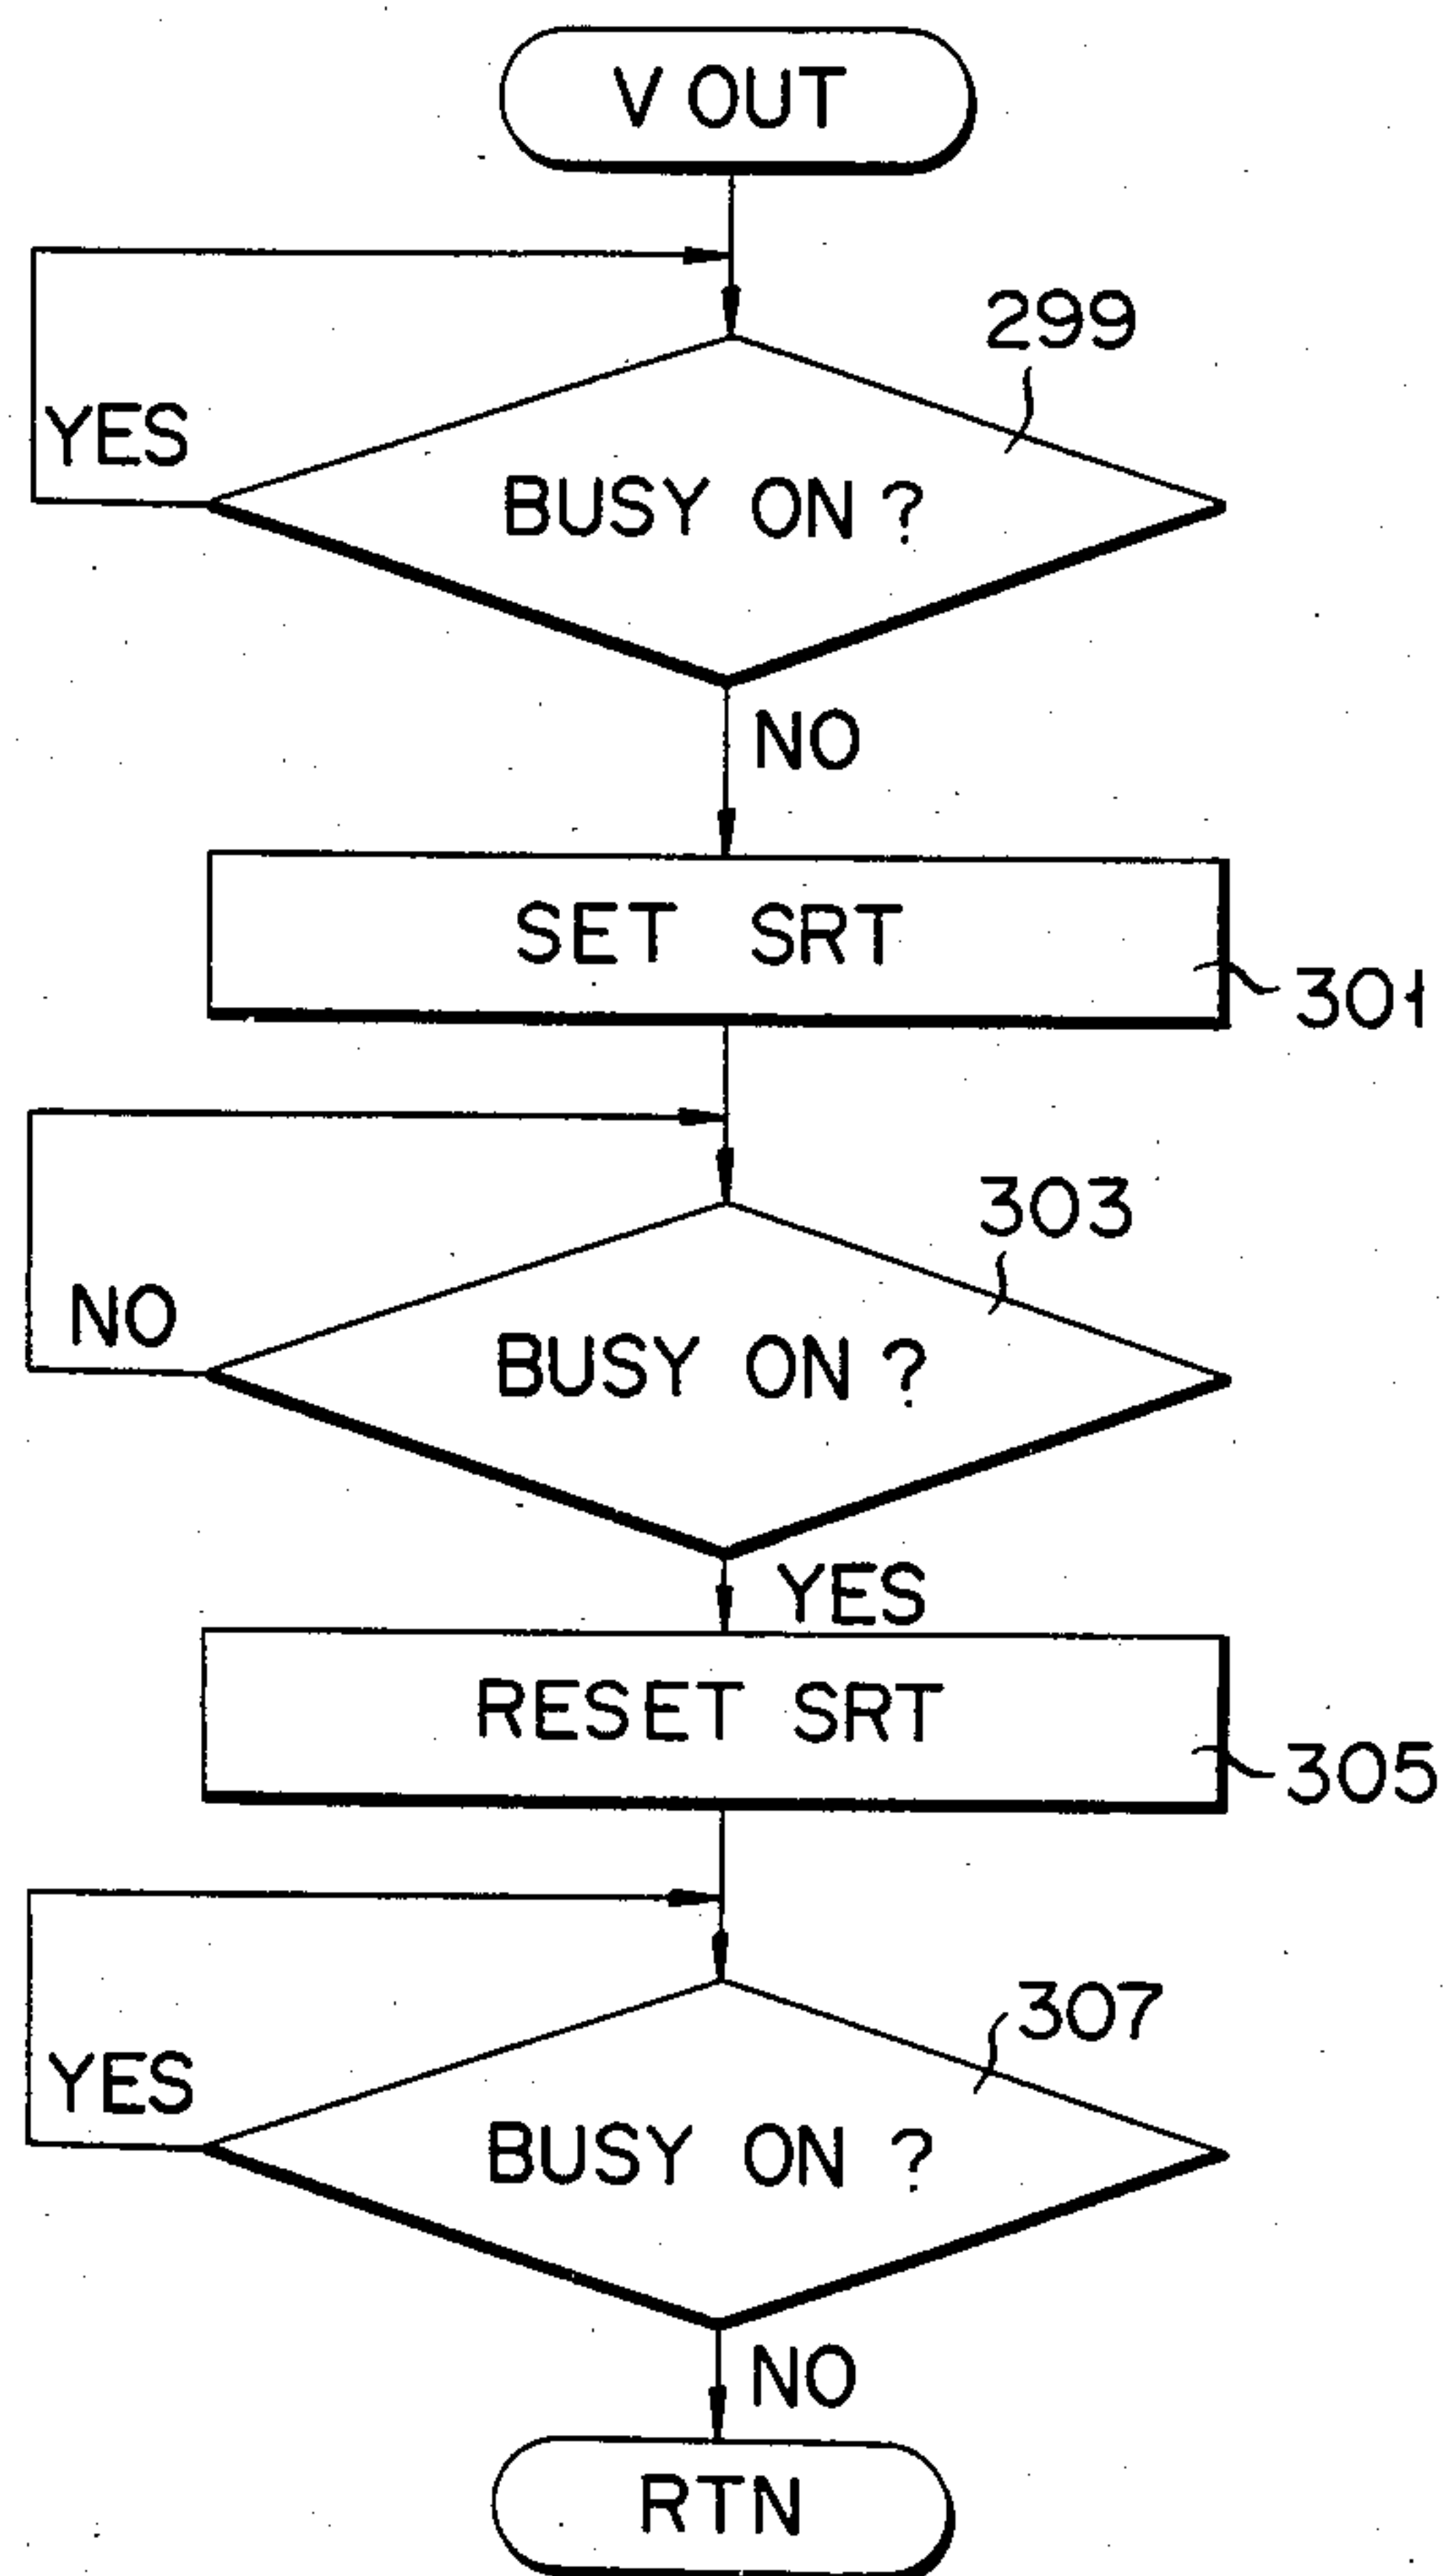 V OUT
299
YES
BUSY ON ?
NO
SET SRT
301
303
NO
BUSY ON ?
YES
RESET SRT
305
307
YES
BUSY ON ?
NO
RTN